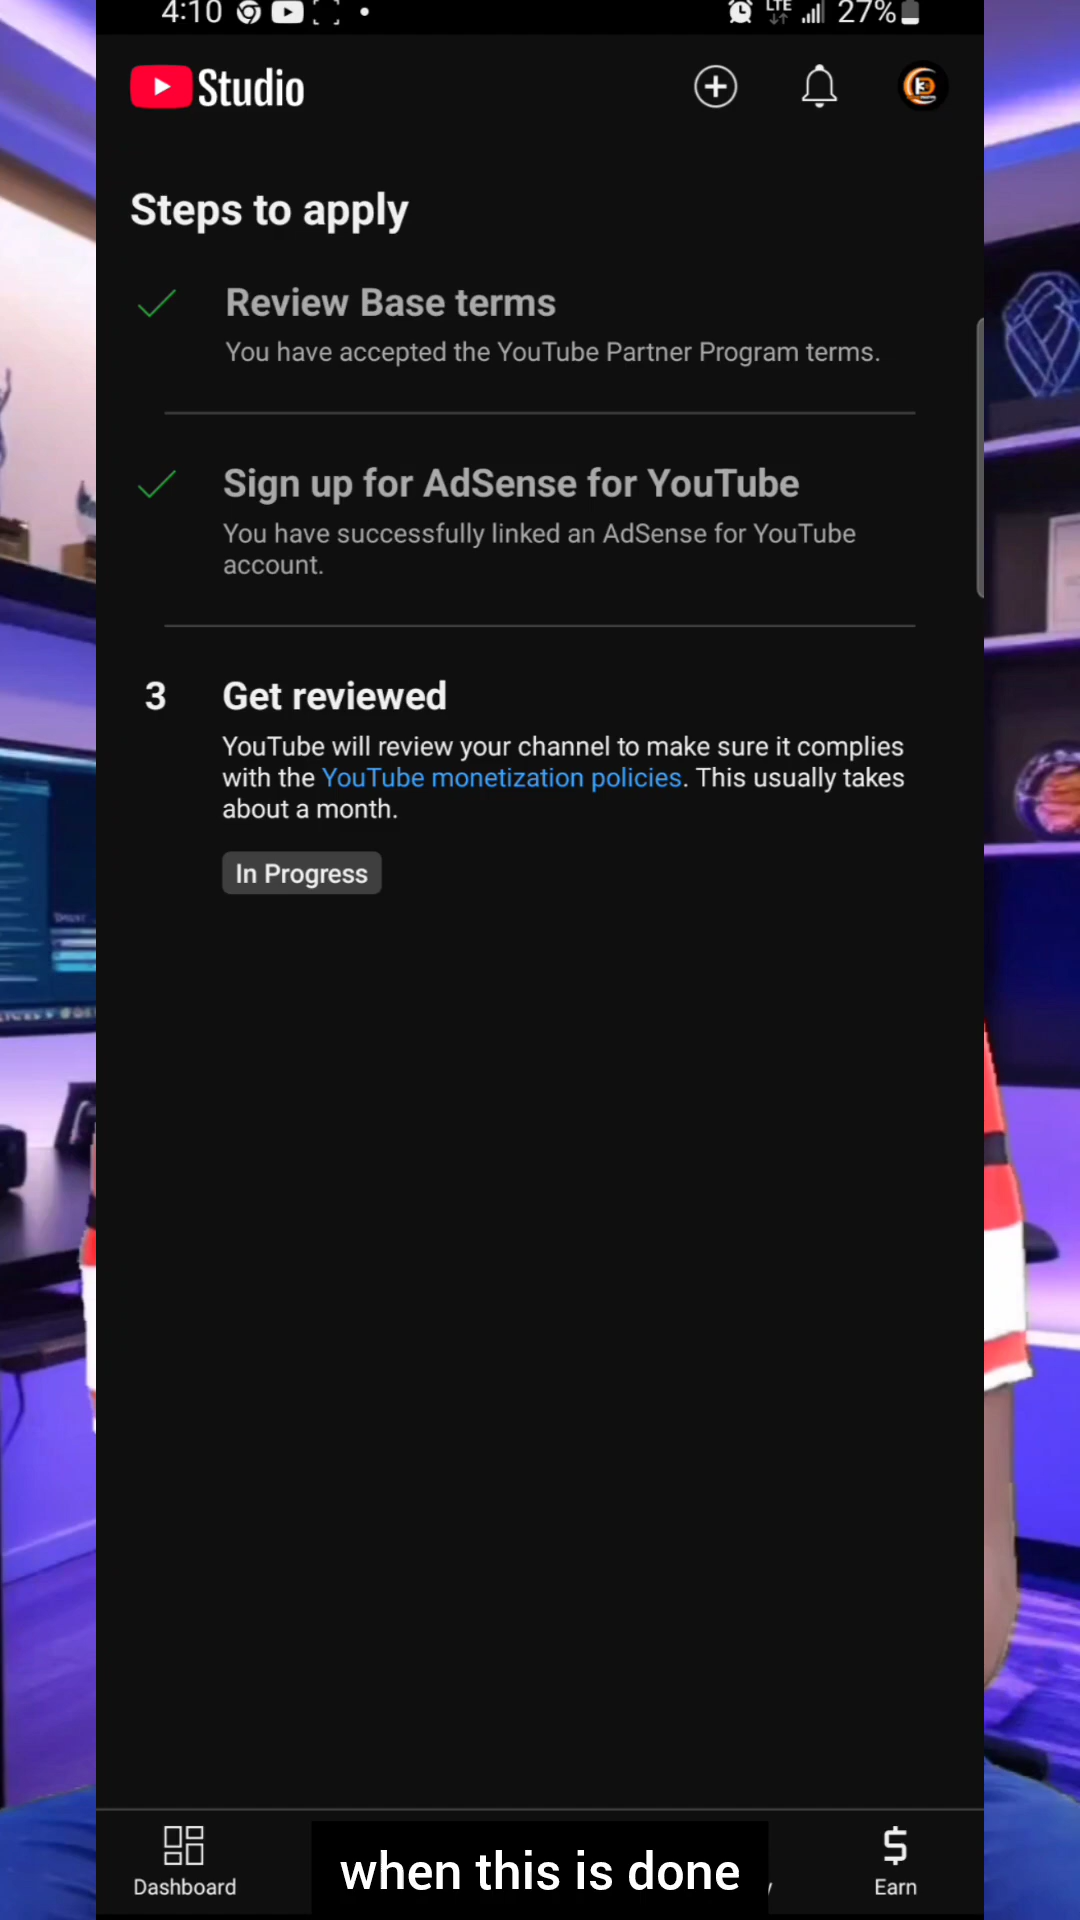 4:10
LTE
27%
Studio
Steps to apply
Review Base terms
You have accepted the YouTube Partner Program terms.
Sign up for AdSense for YouTube
You have successfully linked an AdSense for YouTube
account.
3 Get reviewed
YouTube will review your channel to make sure it complies
with the YouTube monetization policies. This usually takes
about a month.
In Progress
when this is done
Dashboard
Earn